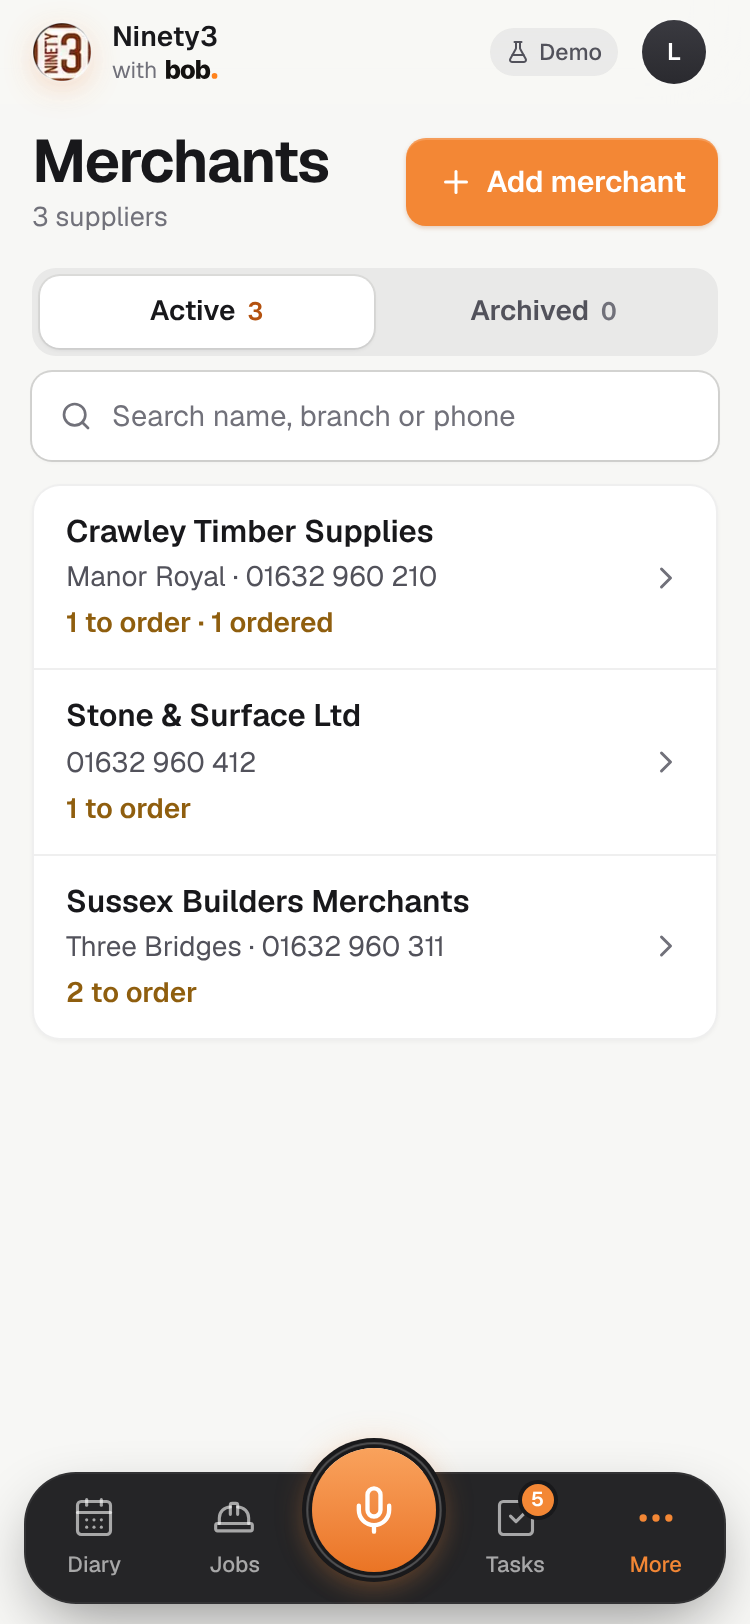 NINETY 3
Ninety3
with bob.
Demo
L
Merchants
3 suppliers
Add merchant
Active 3
Archived 0
Search name, branch or phone
Crawley Timber Supplies
Manor Royal · 01632 960 210
1 to order · 1 ordered
Stone & Surface Ltd
01632 960 412
1 to order
Sussex Builders Merchants
Three Bridges · 01632 960 311
2 to order
5
Diary
Jobs
Tasks
More